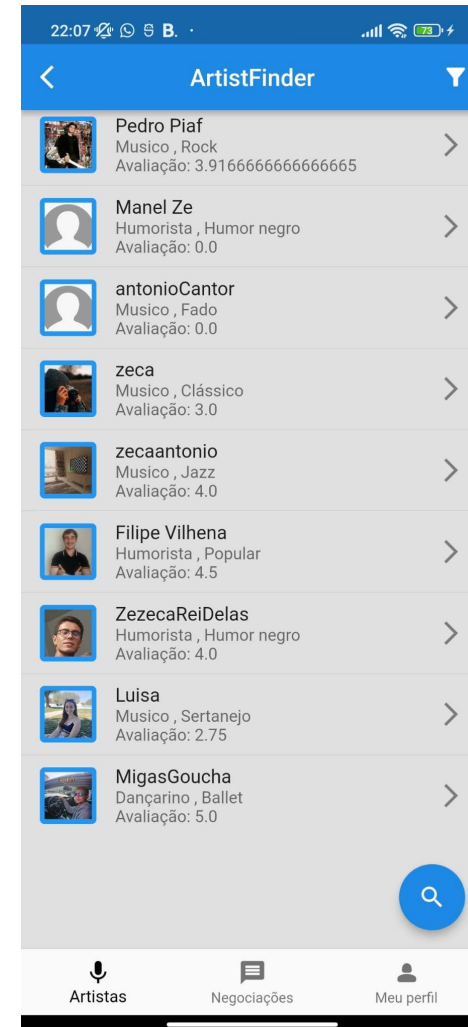 22:07 B. ·
73
ArtistFinder
Pedro Piaf
Musico , Rock
Avaliação: 3.9166666666666665
Manel Ze
Humorista , Humor negro
Avaliação: 0.0
antonioCantor
Musico , Fado
Avaliação: 0.0
zeca
Musico , Clássico
Avaliação: 3.0
zecaantonio
Musico , Jazz
Avaliação: 4.0
Filipe Vilhena
Humorista , Popular
Avaliação: 4.5
ZezecaReiDelas
Humorista , Humor negro
Avaliação: 4.0
Luisa
Musico , Sertanejo
Avaliação: 2.75
MigasGoucha
Dançarino , Ballet
Avaliação: 5.0
Artistas
Negociações
Meu perfil